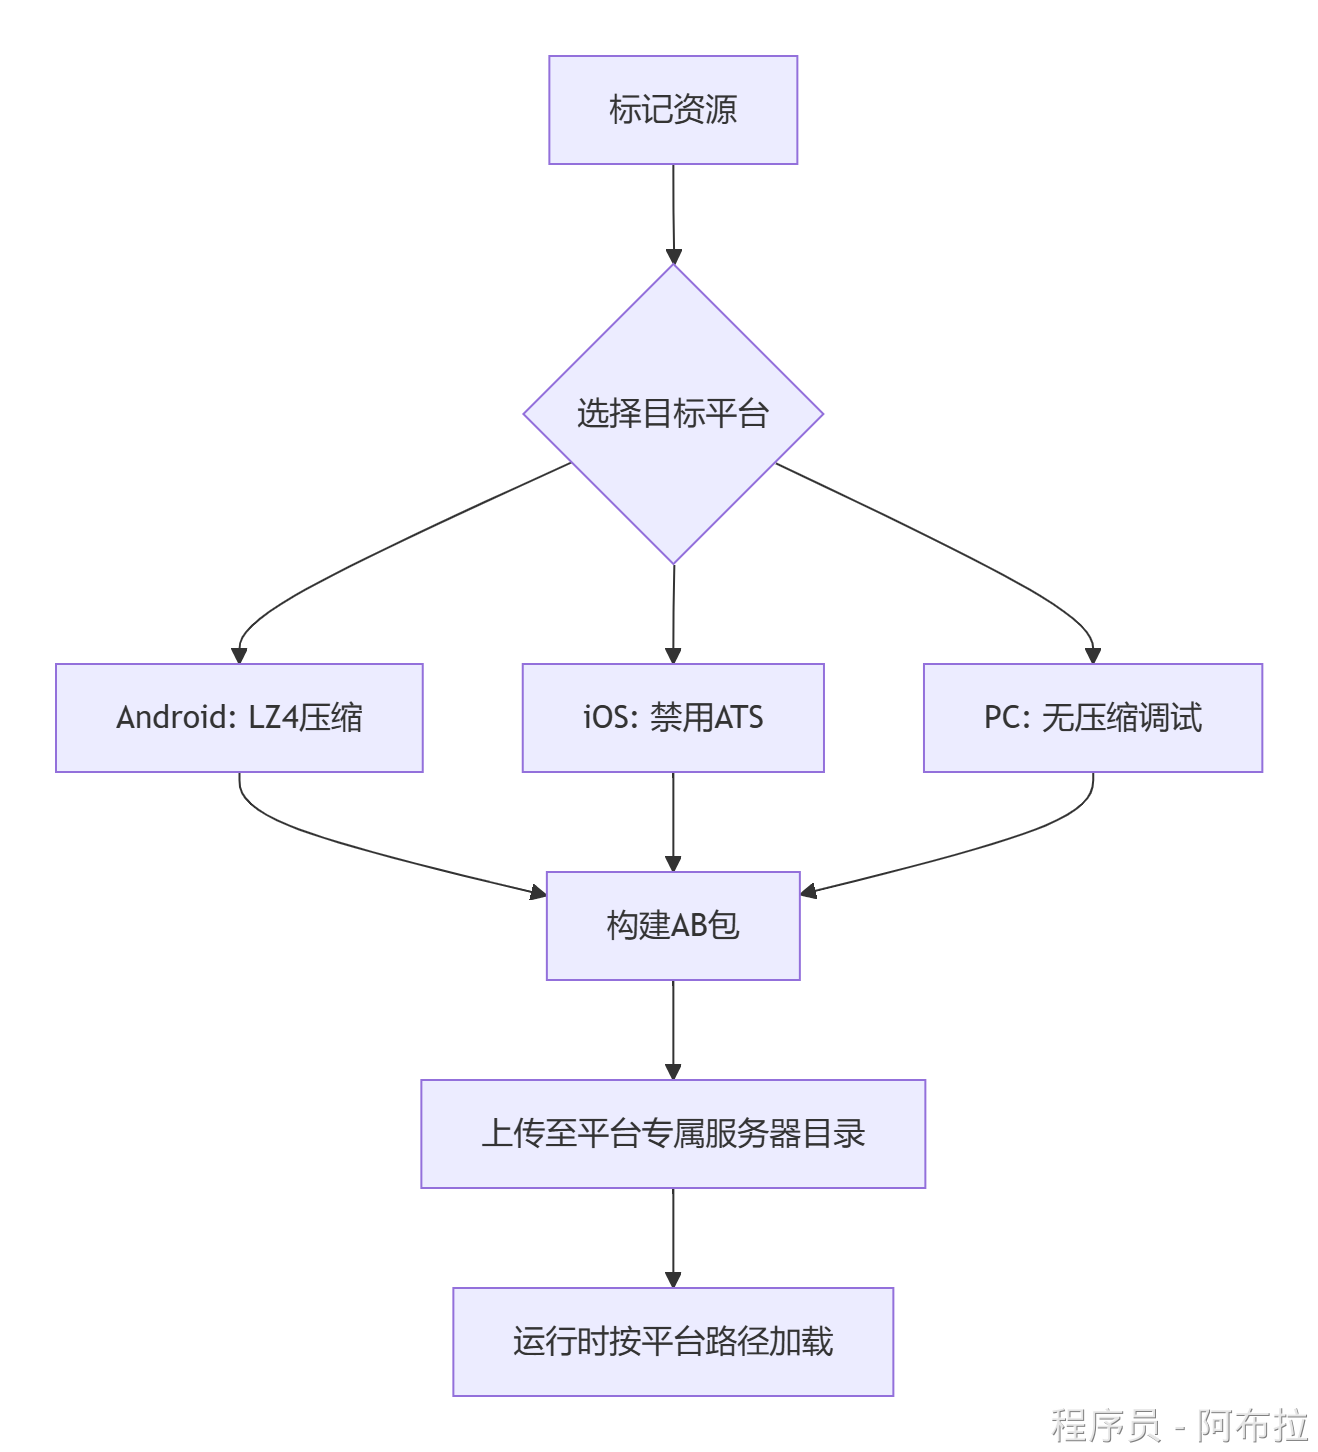 标记资源
选择目标平台
Android: LZ4压缩
iOS: 禁用ATS
PC: 无压缩调试
构建AB包
上传至平台专属服务器目录
运行时按平台路径加载
程序员 - 阿布拉